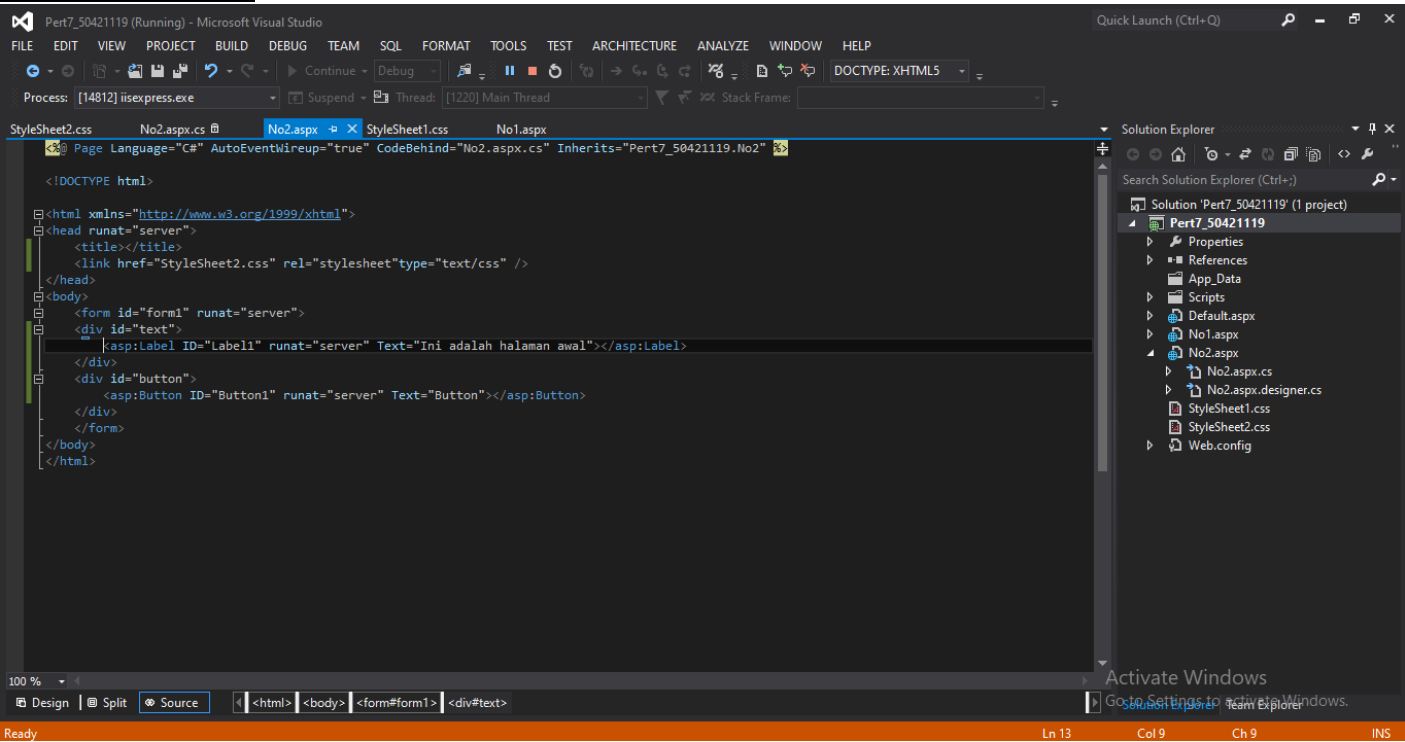 Pert7_50421119 (Running) - Microsoft Visual Studio
Quick Launch (Ctrl+Q)
FILE EDIT VIEW PROJECT BUILD DEBUG TEAM SQL FORMAT TOOLS TEST ARCHITECTURE ANALYZE WINDOW HELP
Continue Debug DOCTYPE: XHTML5
Process: [14812] iisexpress.exe Suspend Thread: [1220] Main Thread Stack Frame:
StyleSheet2.css No2.aspx.cs No2.aspx StyleSheet1.css No1.aspx
<%@ Page Language="C#" AutoEventWireup="true" CodeBehind="No2.aspx.cs" Inherits="Pert7_50421119.No2" %>
<!DOCTYPE html>
<html xmlns="http://www.w3.org/1999/xhtml">
<head runat="server">
<title></title>
<link href="StyleSheet2.css" rel="stylesheet"type="text/css" />
</head>
<body>
<form id="form1" runat="server">
<div id="text">
<asp:Label ID="Label1" runat="server" Text="Ini adalah halaman awal"></asp:Label>
</div>
<div id="button">
<asp:Button ID="Button1" runat="server" Text="Button"></asp:Button>
</div>
</form>
</body>
</html>
100 %
Design Split Source <html> <body> <form#form1> <div#text>
Solution Explorer
Search Solution Explorer (Ctrl+;)
Solution 'Pert7_50421119' (1 project)
Pert7_50421119
Properties
References
App_Data
Scripts
Default.aspx
No1.aspx
No2.aspx
No2.aspx.cs
No2.aspx.designer.cs
StyleSheet1.css
StyleSheet2.css
Web.config
Activate Windows
Go to Settings to activate Windows.
Solution Explorer Team Explorer
Ready Ln 13 Col 9 Ch 9 INS